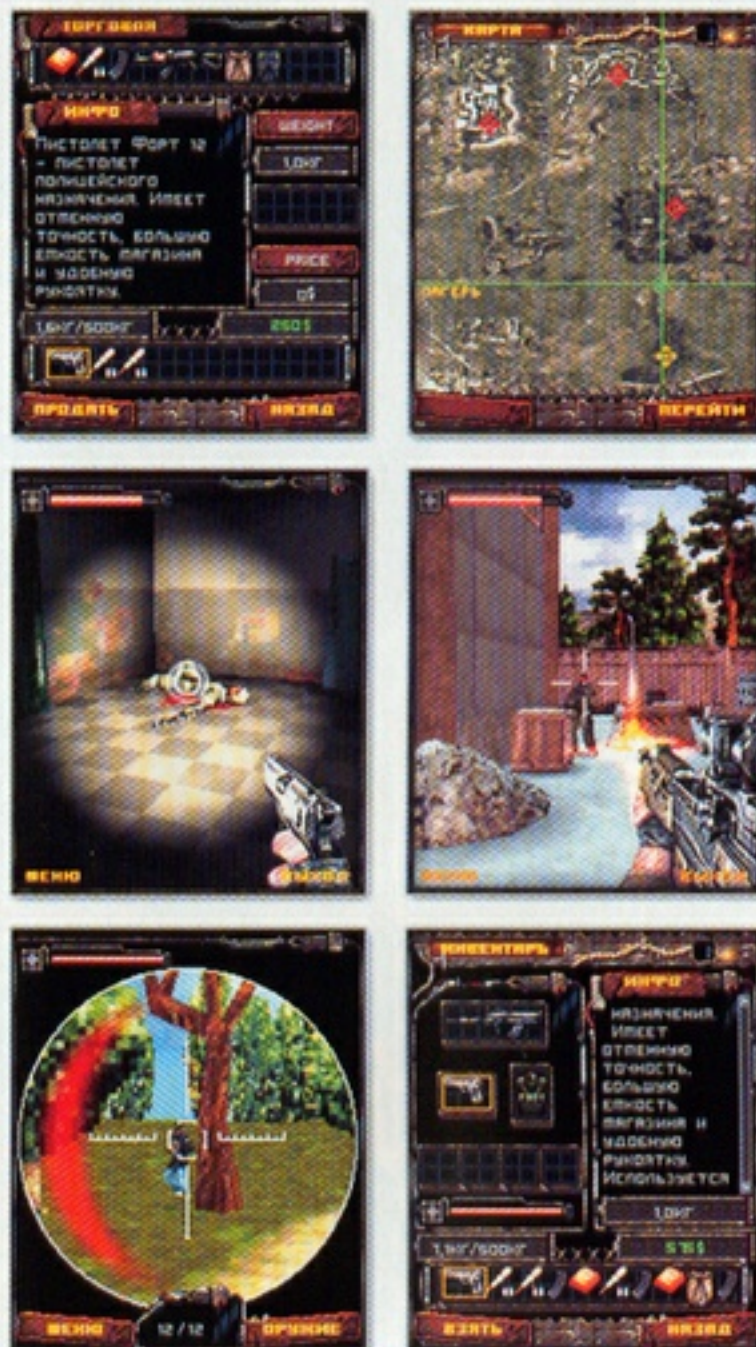 ТОРГОВЛЯ
ИНФО
ПИСТОЛЕТ ФОРТ 12
- ПИСТОЛЕТ
ПОЛИЦЕЙСКОГО
НАЗНАЧЕНИЯ. ИМЕЕТ
ОТМЕННУЮ
ТОЧНОСТЬ, БОЛЬШУЮ
ЕМКОСТЬ МАГАЗИНА
И УДОБНУЮ
РУКОЯТКУ.
WEIGHT
1,0КГ
PRICE
0$
1,6КГ/500КГ
260$
ПРОДАТЬ
НАЗАД
КАРТА
ЛАГЕРЬ
ПЕРЕЙТИ
МЕНЮ
МЕНЮ
12/12
ОРУЖИЕ
ИНВЕНТАРЬ
ИНФО
НАЗНАЧЕНИЯ.
ИМЕЕТ
ОТМЕННУЮ
ТОЧНОСТЬ,
БОЛЬШУЮ
ЕМКОСТЬ
МАГАЗИНА И
УДОБНУЮ
РУКОЯТКУ.
ИСПОЛЬЗУЕТСЯ
1,0КГ
1,1КГ/500КГ
575$
ВЗЯТЬ
НАЗАД